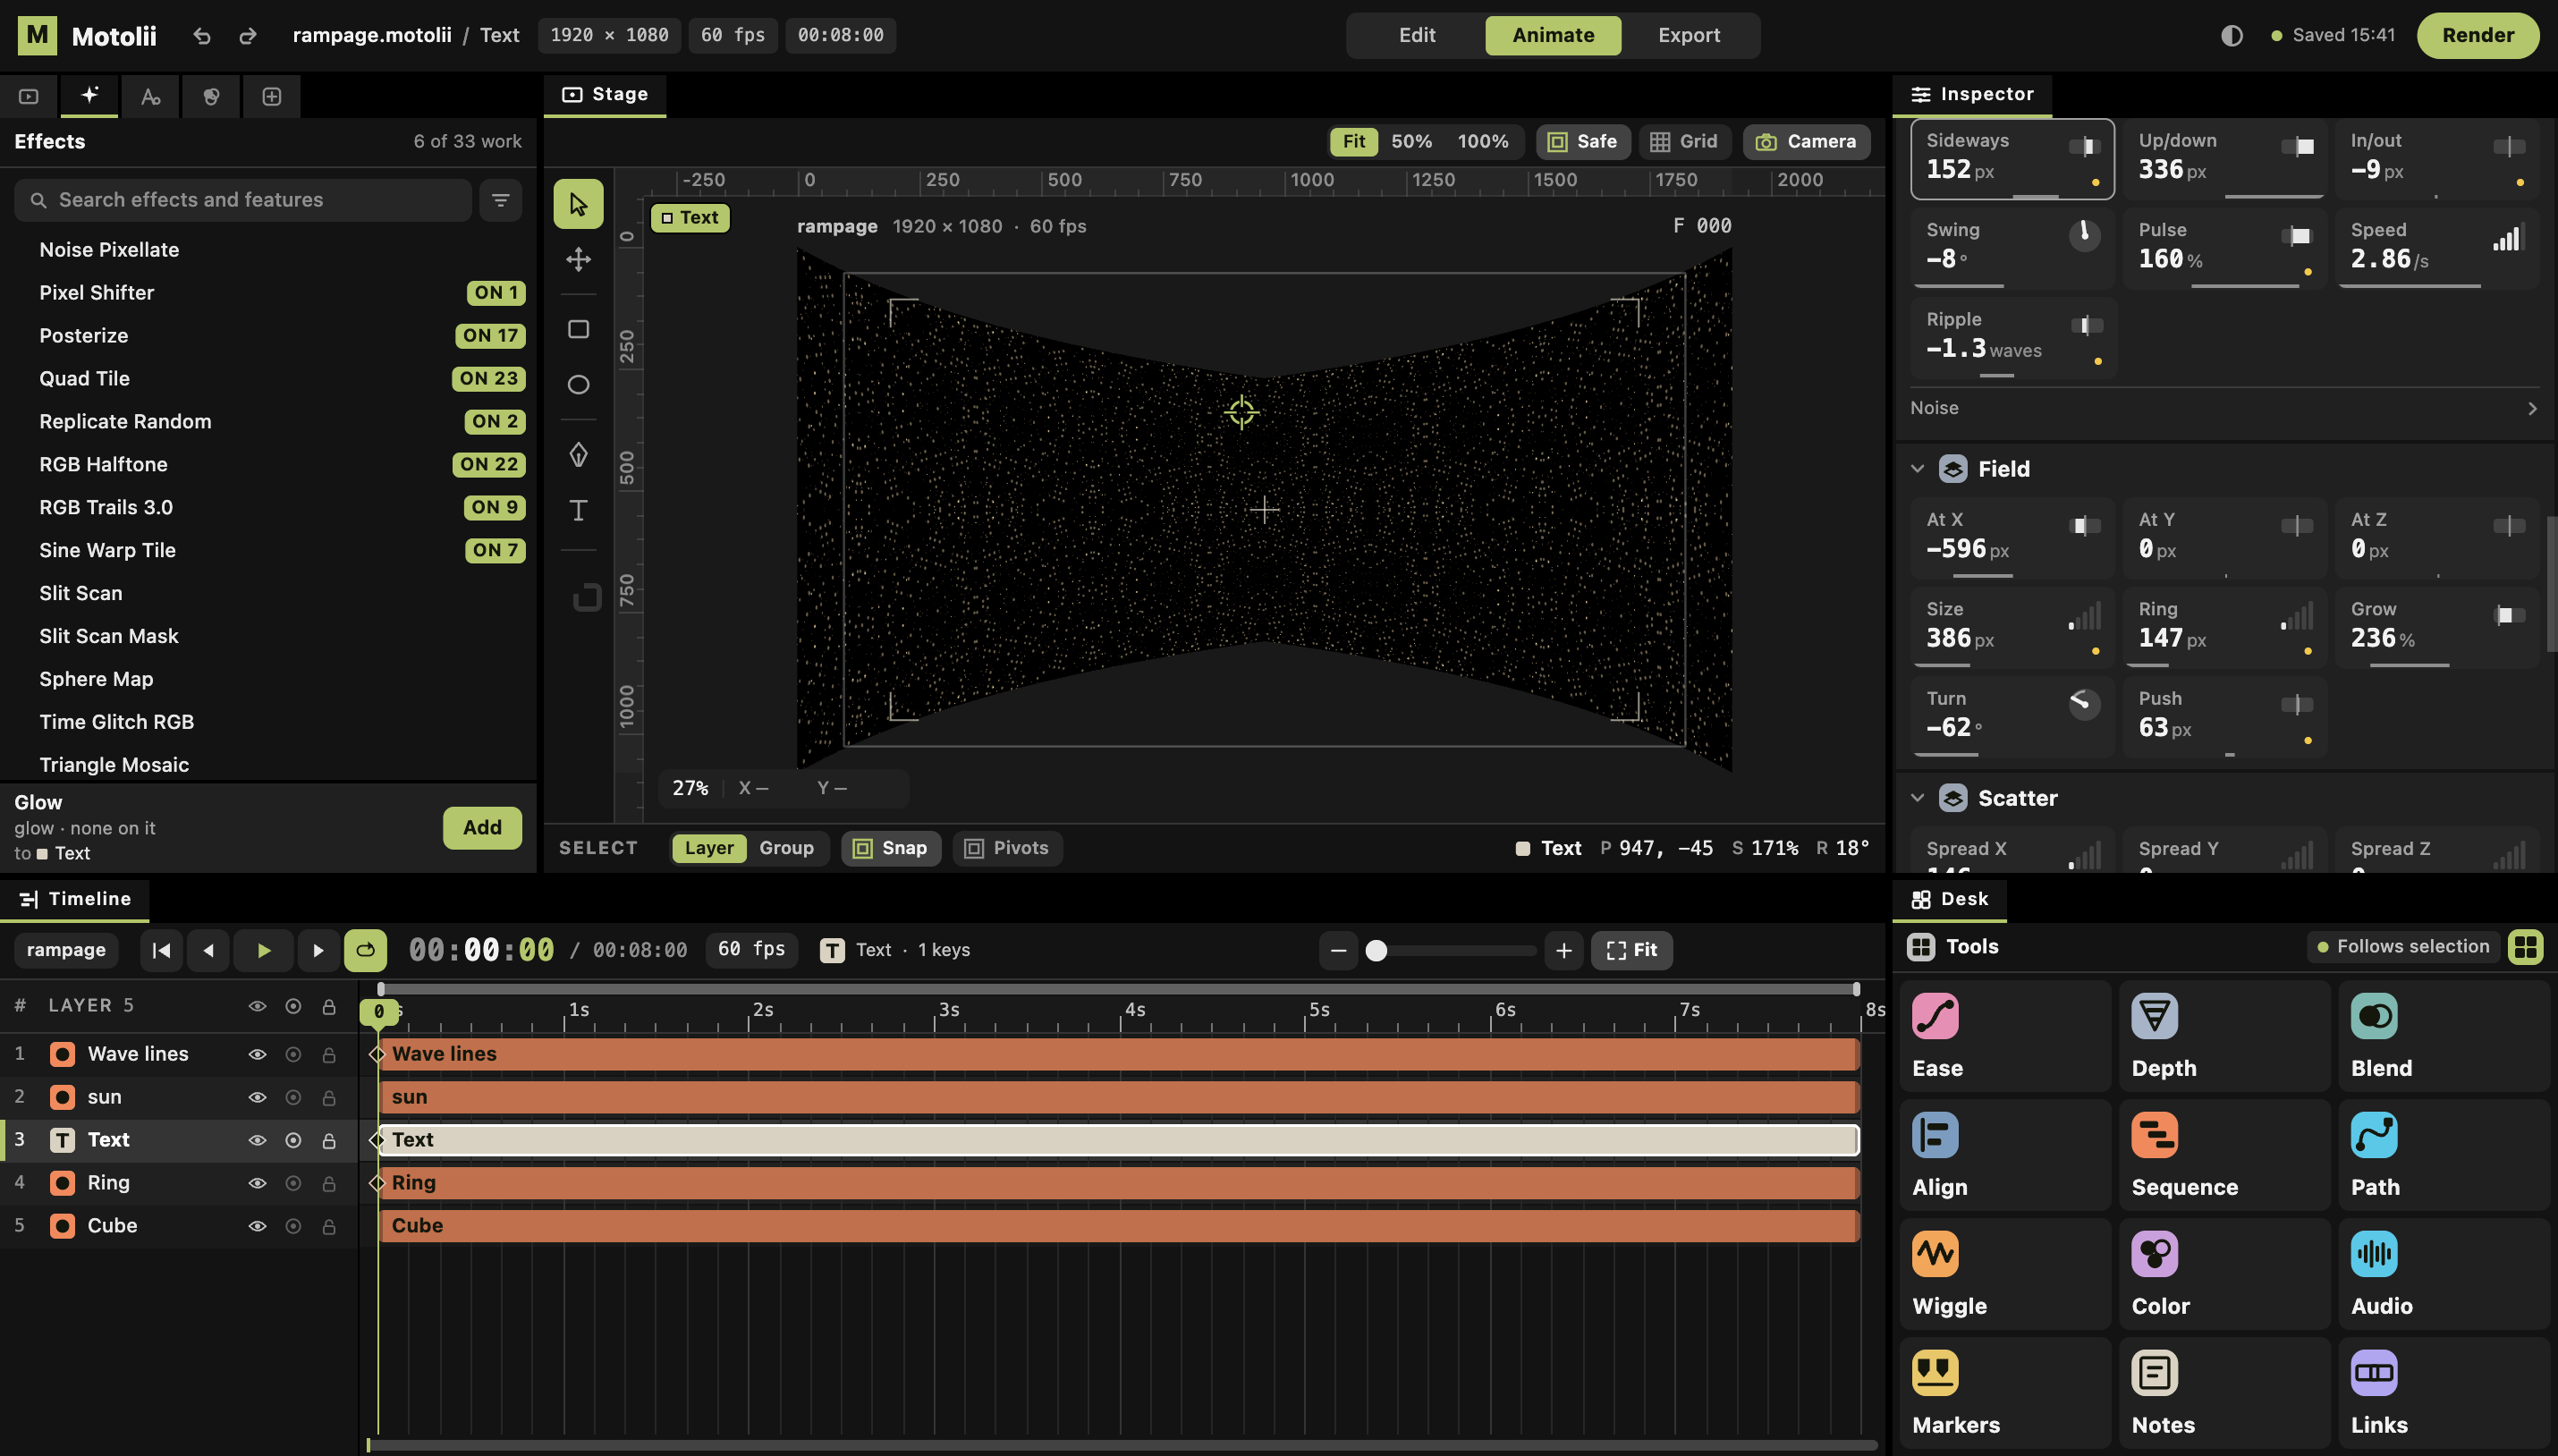 M Motolii rampage.motolii / Text 1920 × 1080 60 fps 00:08:00 Edit Animate Export Saved 15:41 Render
Effects 6 of 33 work
Search effects and features
Noise Pixellate
Pixel Shifter ON 1
Posterize ON 17
Quad Tile ON 23
Replicate Random ON 2
RGB Halftone ON 22
RGB Trails 3.0 ON 9
Sine Warp Tile ON 7
Slit Scan
Slit Scan Mask
Sphere Map
Time Glitch RGB
Triangle Mosaic
Glow
glow · none on it
to Text
Add
Stage
Fit 50% 100% Safe Grid Camera
-250 0 250 500 750 1000 1250 1500 1750 2000
0
250
500
750
1000
Text
rampage 1920 × 1080 · 60 fps F 000
27% X — Y —
SELECT Layer Group Snap Pivots Text P 947, −45 S 171% R 18°
Inspector
Sideways Up/down In/out
152 px 336 px −9 px
Swing Pulse Speed
−8 ° 160 % 2.86 /s
Ripple
−1.3 waves
Noise
Field
At X At Y At Z
−596 px 0 px 0 px
Size Ring Grow
386 px 147 px 236 %
Turn Push
−62 ° 63 px
Scatter
Spread X Spread Y Spread Z
Timeline
rampage 00:00:00 / 00:08:00 60 fps T Text · 1 keys Fit
# LAYER 5
0 1s 2s 3s 4s 5s 6s 7s 8s
1 Wave lines Wave lines
2 sun sun
3 T Text Text
4 Ring Ring
5 Cube Cube
Desk
Tools Follows selection
Ease Depth Blend
Align Sequence Path
Wiggle Color Audio
Markers Notes Links